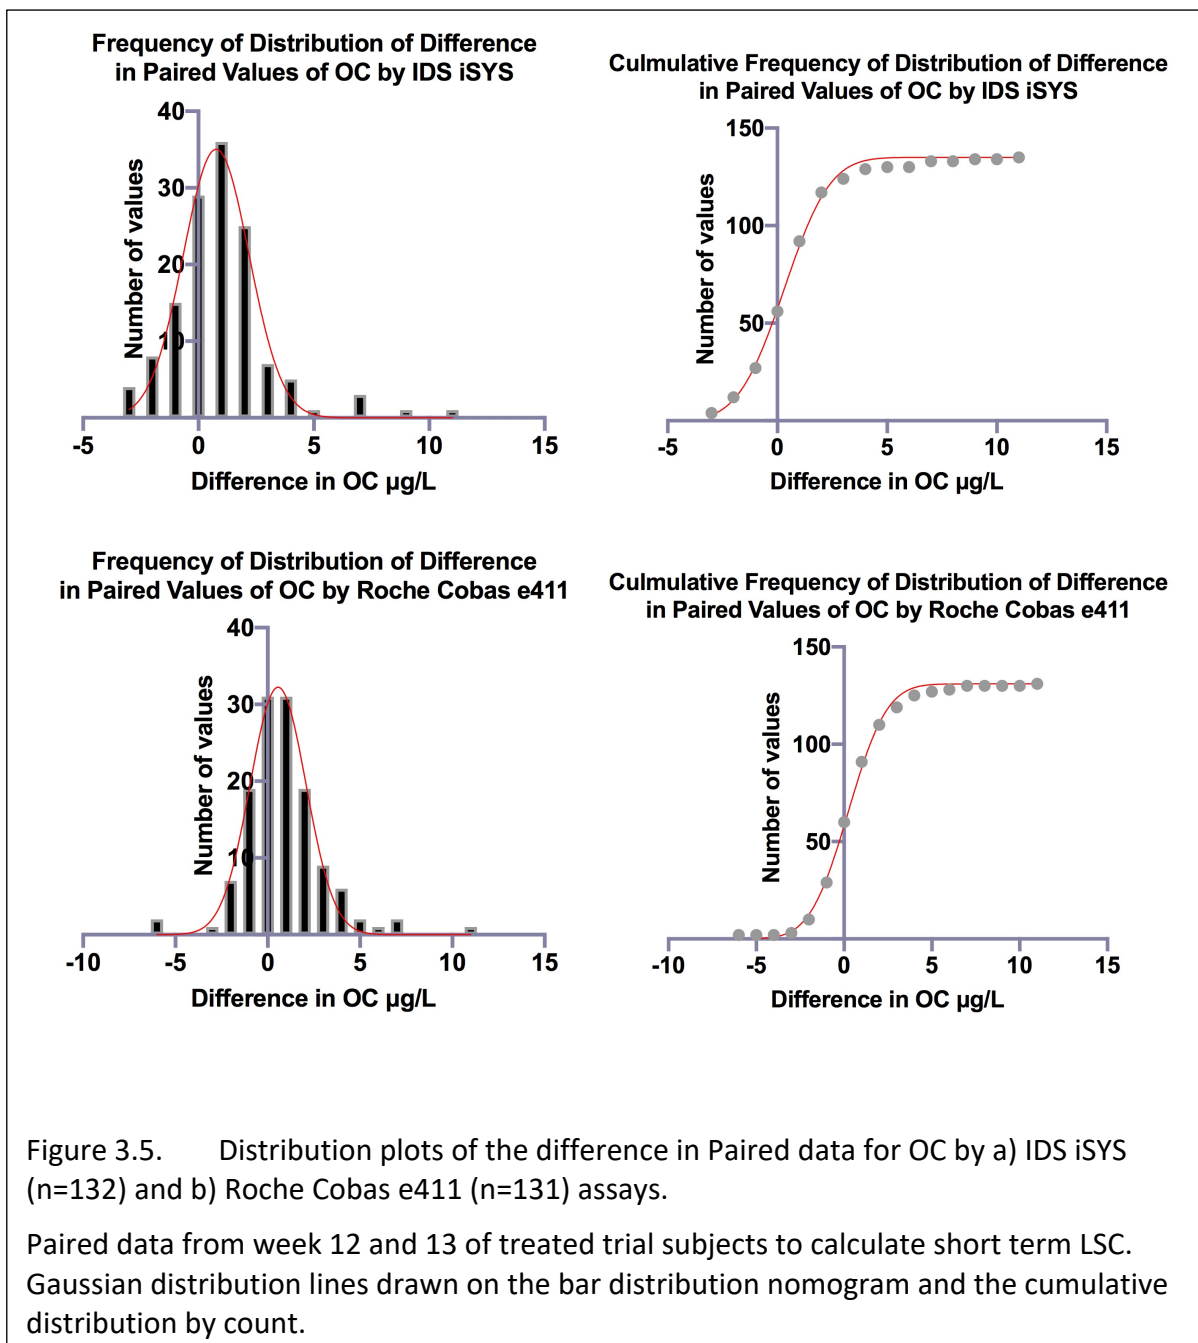 Frequency of Distribution of Difference
in Paired Values of OC by IDS iSYS
40
30
20
10
Number of values
-5 0 5 10 15
Difference in OC µg/L
Culmulative Frequency of Distribution of Difference
in Paired Values of OC by IDS iSYS
150
100
50
Number of values
-5 0 5 10 15
Difference in OC µg/L
Frequency of Distribution of Difference
in Paired Values of OC by Roche Cobas e411
40
30
20
10
Number of values
-10 -5 0 5 10 15
Difference in OC µg/L
Culmulative Frequency of Distribution of Difference
in Paired Values of OC by Roche Cobas e411
150
100
50
Number of values
-10 -5 0 5 10 15
Difference in OC µg/L
Figure 3.5. Distribution plots of the difference in Paired data for OC by a) IDS iSYS
(n=132) and b) Roche Cobas e411 (n=131) assays.
Paired data from week 12 and 13 of treated trial subjects to calculate short term LSC.
Gaussian distribution lines drawn on the bar distribution nomogram and the cumulative
distribution by count.